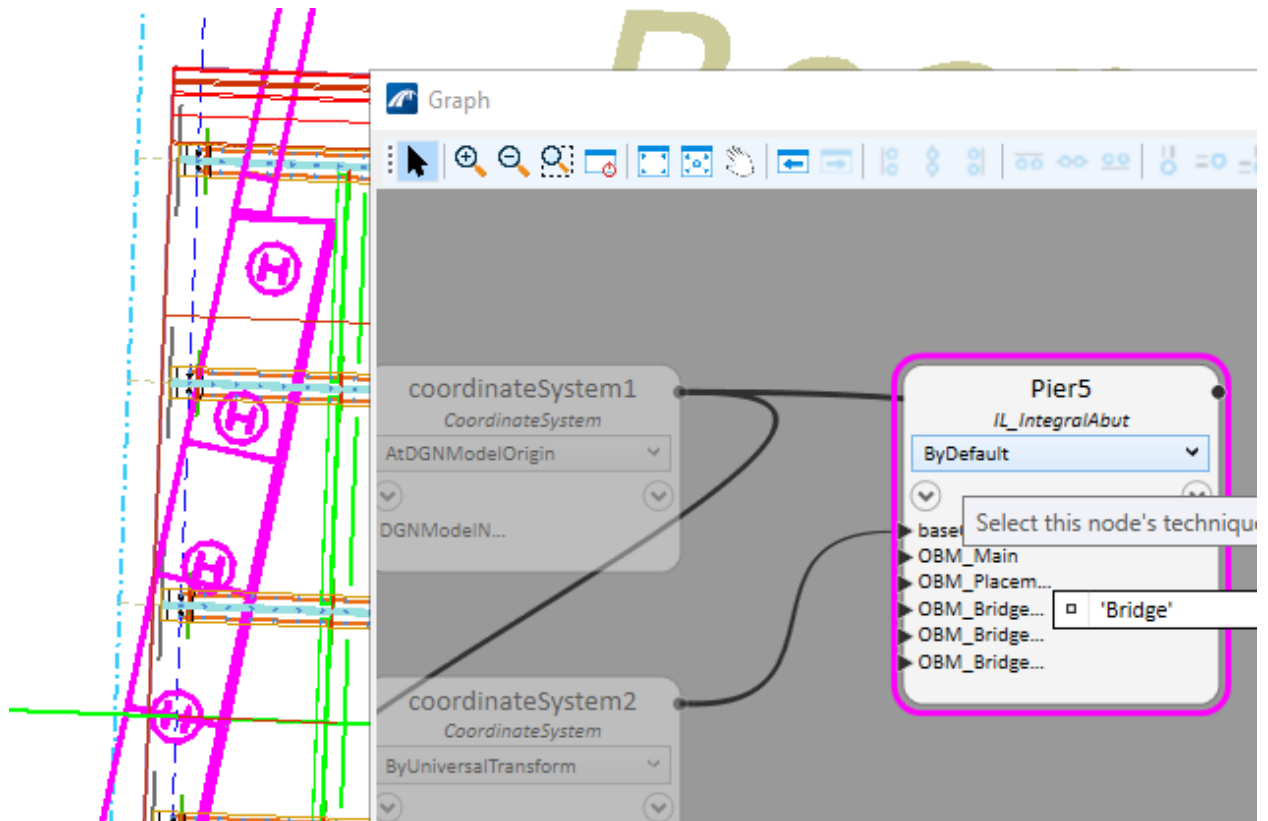 Graph
coordinateSystem1
CoordinateSystem
AtDGNModelOrigin
DGNModelN...
Pier5
IL_IntegralAbut
ByDefault
Select this node's techniqu
OBM_Main
OBM_Placem...
OBM_Bridge...
'Bridge'
OBM_Bridge...
OBM_Bridge...
coordinateSystem2
CoordinateSystem
ByUniversalTransform
H
H
H
H